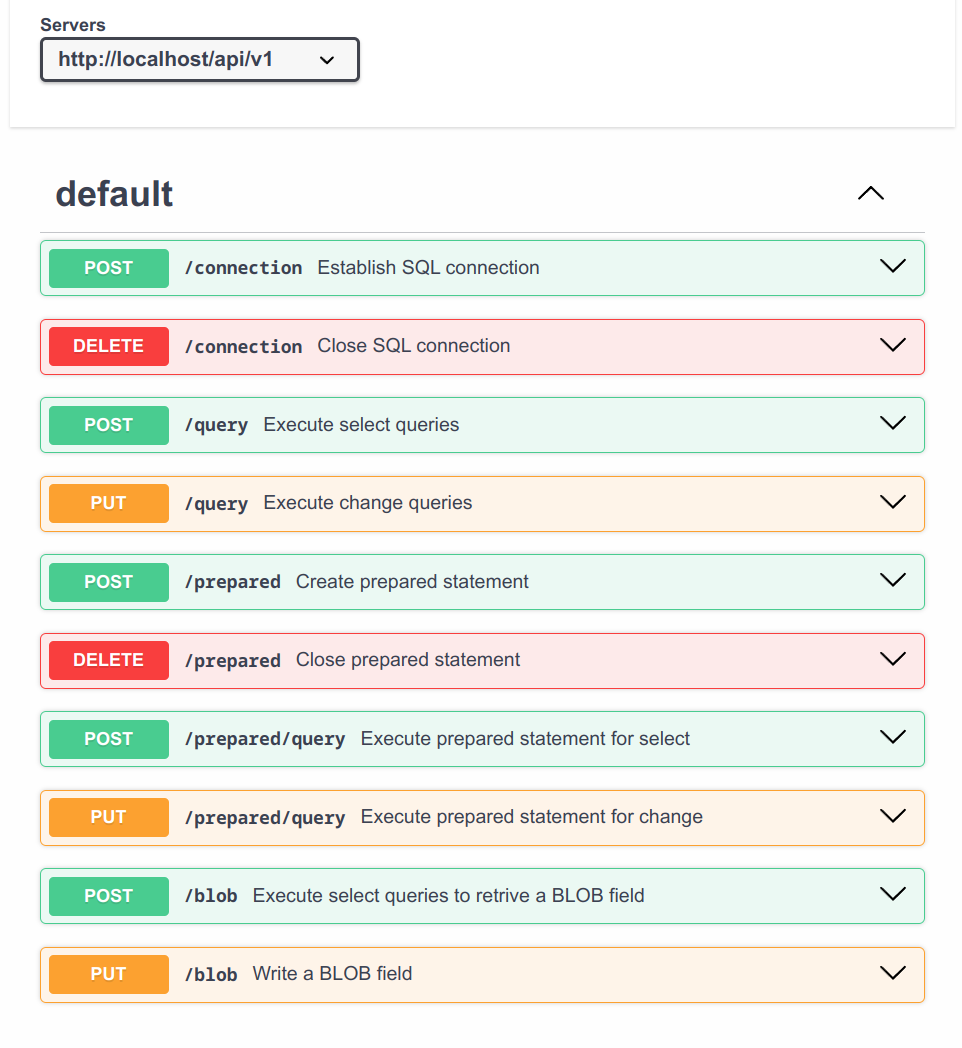 Servers
http://localhost/api/v1
default
POST /connection Establish SQL connection
DELETE /connection Close SQL connection
POST /query Execute select queries
PUT /query Execute change queries
POST /prepared Create prepared statement
DELETE /prepared Close prepared statement
POST /prepared/query Execute prepared statement for select
PUT /prepared/query Execute prepared statement for change
POST /blob Execute select queries to retrive a BLOB field
PUT /blob Write a BLOB field